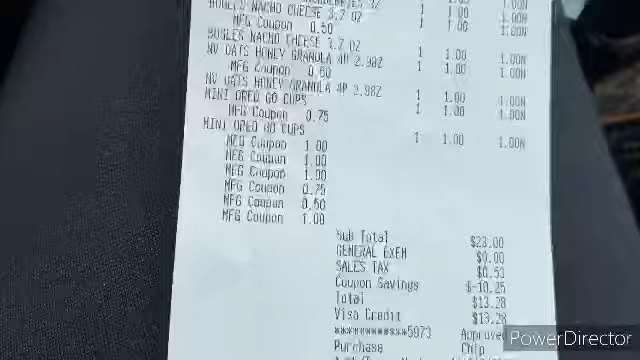 BUGLES NACHO CHEESE 3.7 OZ 1 1.00 1.00N
MFG Coupon 0.50
BUGLES NACHO CHEESE 3.7 OZ 1 1.00 1.00N
NV OATS HONEY GRANOLA 4P 2.98Z 1 1.00 1.00N
MFG Coupon 0.60
NV OATS HONEY GRANOLA 4P 2.98Z 1 1.00 1.00N
MINI OREO GO CUPS 1 1.00 1.00N
MFG Coupon 0.75
MINI OREO GO CUPS 1 1.00 1.00N
MFG Coupon 1.00
MFG Coupon 1.00
MFG Coupon 1.00
MFG Coupon 0.75
MFG Coupon 0.50
MFG Coupon 1.00
Sub Total $23.00
GENERAL EXEM $0.00
SALES TAX $0.53
Coupon Savings $-10.25
Total $13.28
Visa Credit $13.28
************5973 Approved
Purchase Chip
PowerDirector